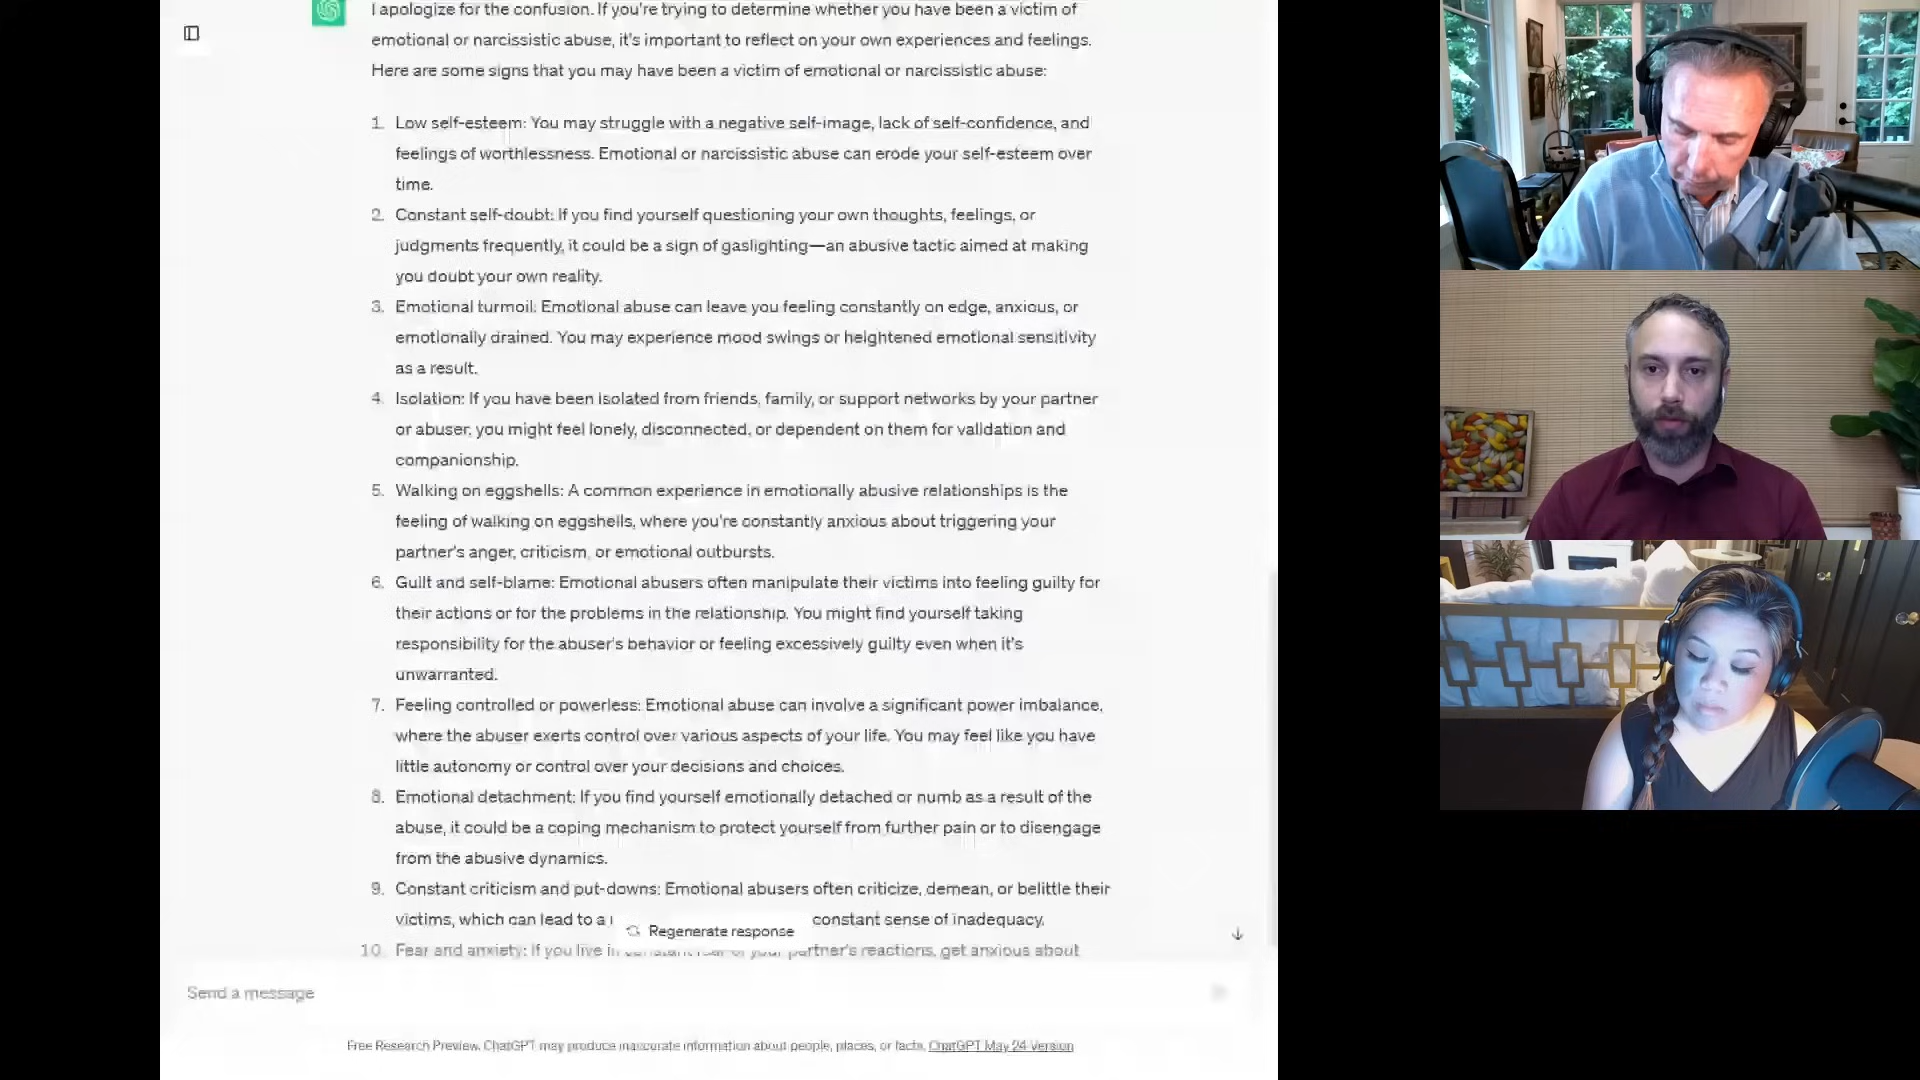 I apologize for the confusion. If you're trying to determine whether you have been a victim of
emotional or narcissistic abuse, it's important to reflect on your own experiences and feelings.
Here are some signs that you may have been a victim of emotional or narcissistic abuse:
1. Low self-esteem: You may struggle with a negative self-image, lack of self-confidence, and
feelings of worthlessness. Emotional or narcissistic abuse can erode your self-esteem over
time.
2. Constant self-doubt: If you find yourself questioning your own thoughts, feelings, or
judgments frequently, it could be a sign of gaslighting—an abusive tactic aimed at making
you doubt your own reality.
3. Emotional turmoil: Emotional abuse can leave you feeling constantly on edge, anxious, or
emotionally drained. You may experience mood swings or heightened emotional sensitivity
as a result.
4. Isolation: If you have been isolated from friends, family, or support networks by your partner
or abuser, you might feel lonely, disconnected, or dependent on them for validation and
companionship.
5. Walking on eggshells: A common experience in emotionally abusive relationships is the
feeling of walking on eggshells, where you're constantly anxious about triggering your
partner's anger, criticism, or emotional outbursts.
6. Guilt and self-blame: Emotional abusers often manipulate their victims into feeling guilty for
their actions or for the problems in the relationship. You might find yourself taking
responsibility for the abuser's behavior or feeling excessively guilty even when it's
unwarranted.
7. Feeling controlled or powerless: Emotional abuse can involve a significant power imbalance,
where the abuser exerts control over various aspects of your life. You may feel like you have
little autonomy or control over your decisions and choices.
8. Emotional detachment: If you find yourself emotionally detached or numb as a result of the
abuse, it could be a coping mechanism to protect yourself from further pain or to disengage
from the abusive dynamics.
9. Constant criticism and put-downs: Emotional abusers often criticize, demean, or belittle their
victims, which can lead to a constant sense of inadequacy.
Regenerate response
10. Fear and anxiety: If you live in constant fear of your partner's reactions, get anxious about
Send a message
Free Research Preview. ChatGPT may produce inaccurate information about people, places, or facts. ChatGPT May 24 Version